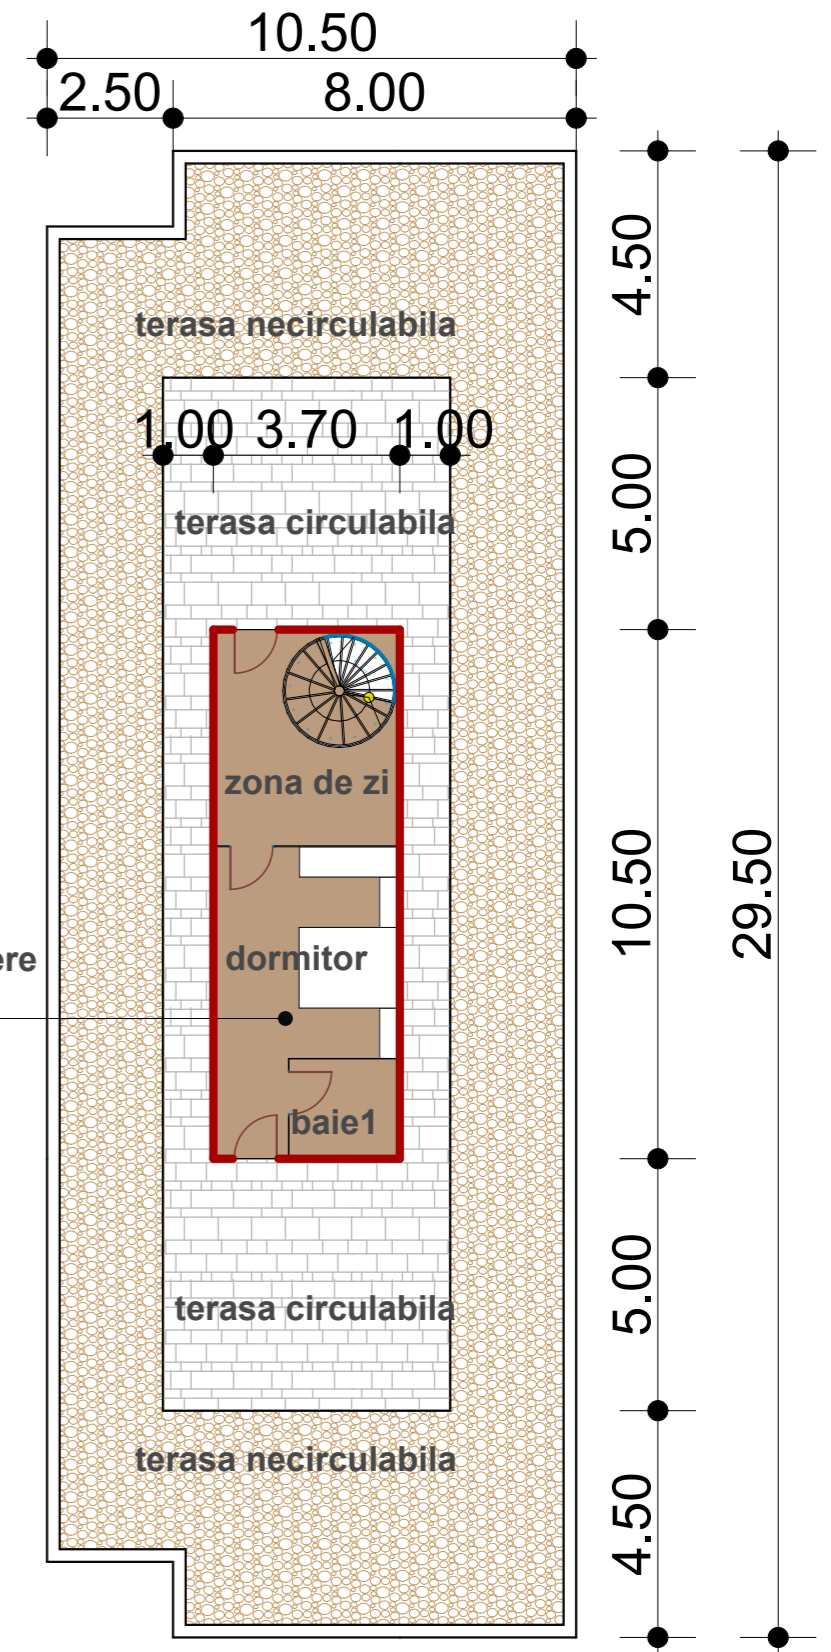 10.50
2.50 8.00
4.50
terasa necirculabila
1.00 3.70 1.00
5.00
terasa circulabila
zona de zi
10.50
29.50
dormitor
ere
baie1
5.00
terasa circulabila
terasa necirculabila
4.50